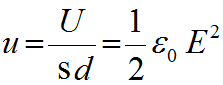 u = U / sd = 1/2 ε₀ E²